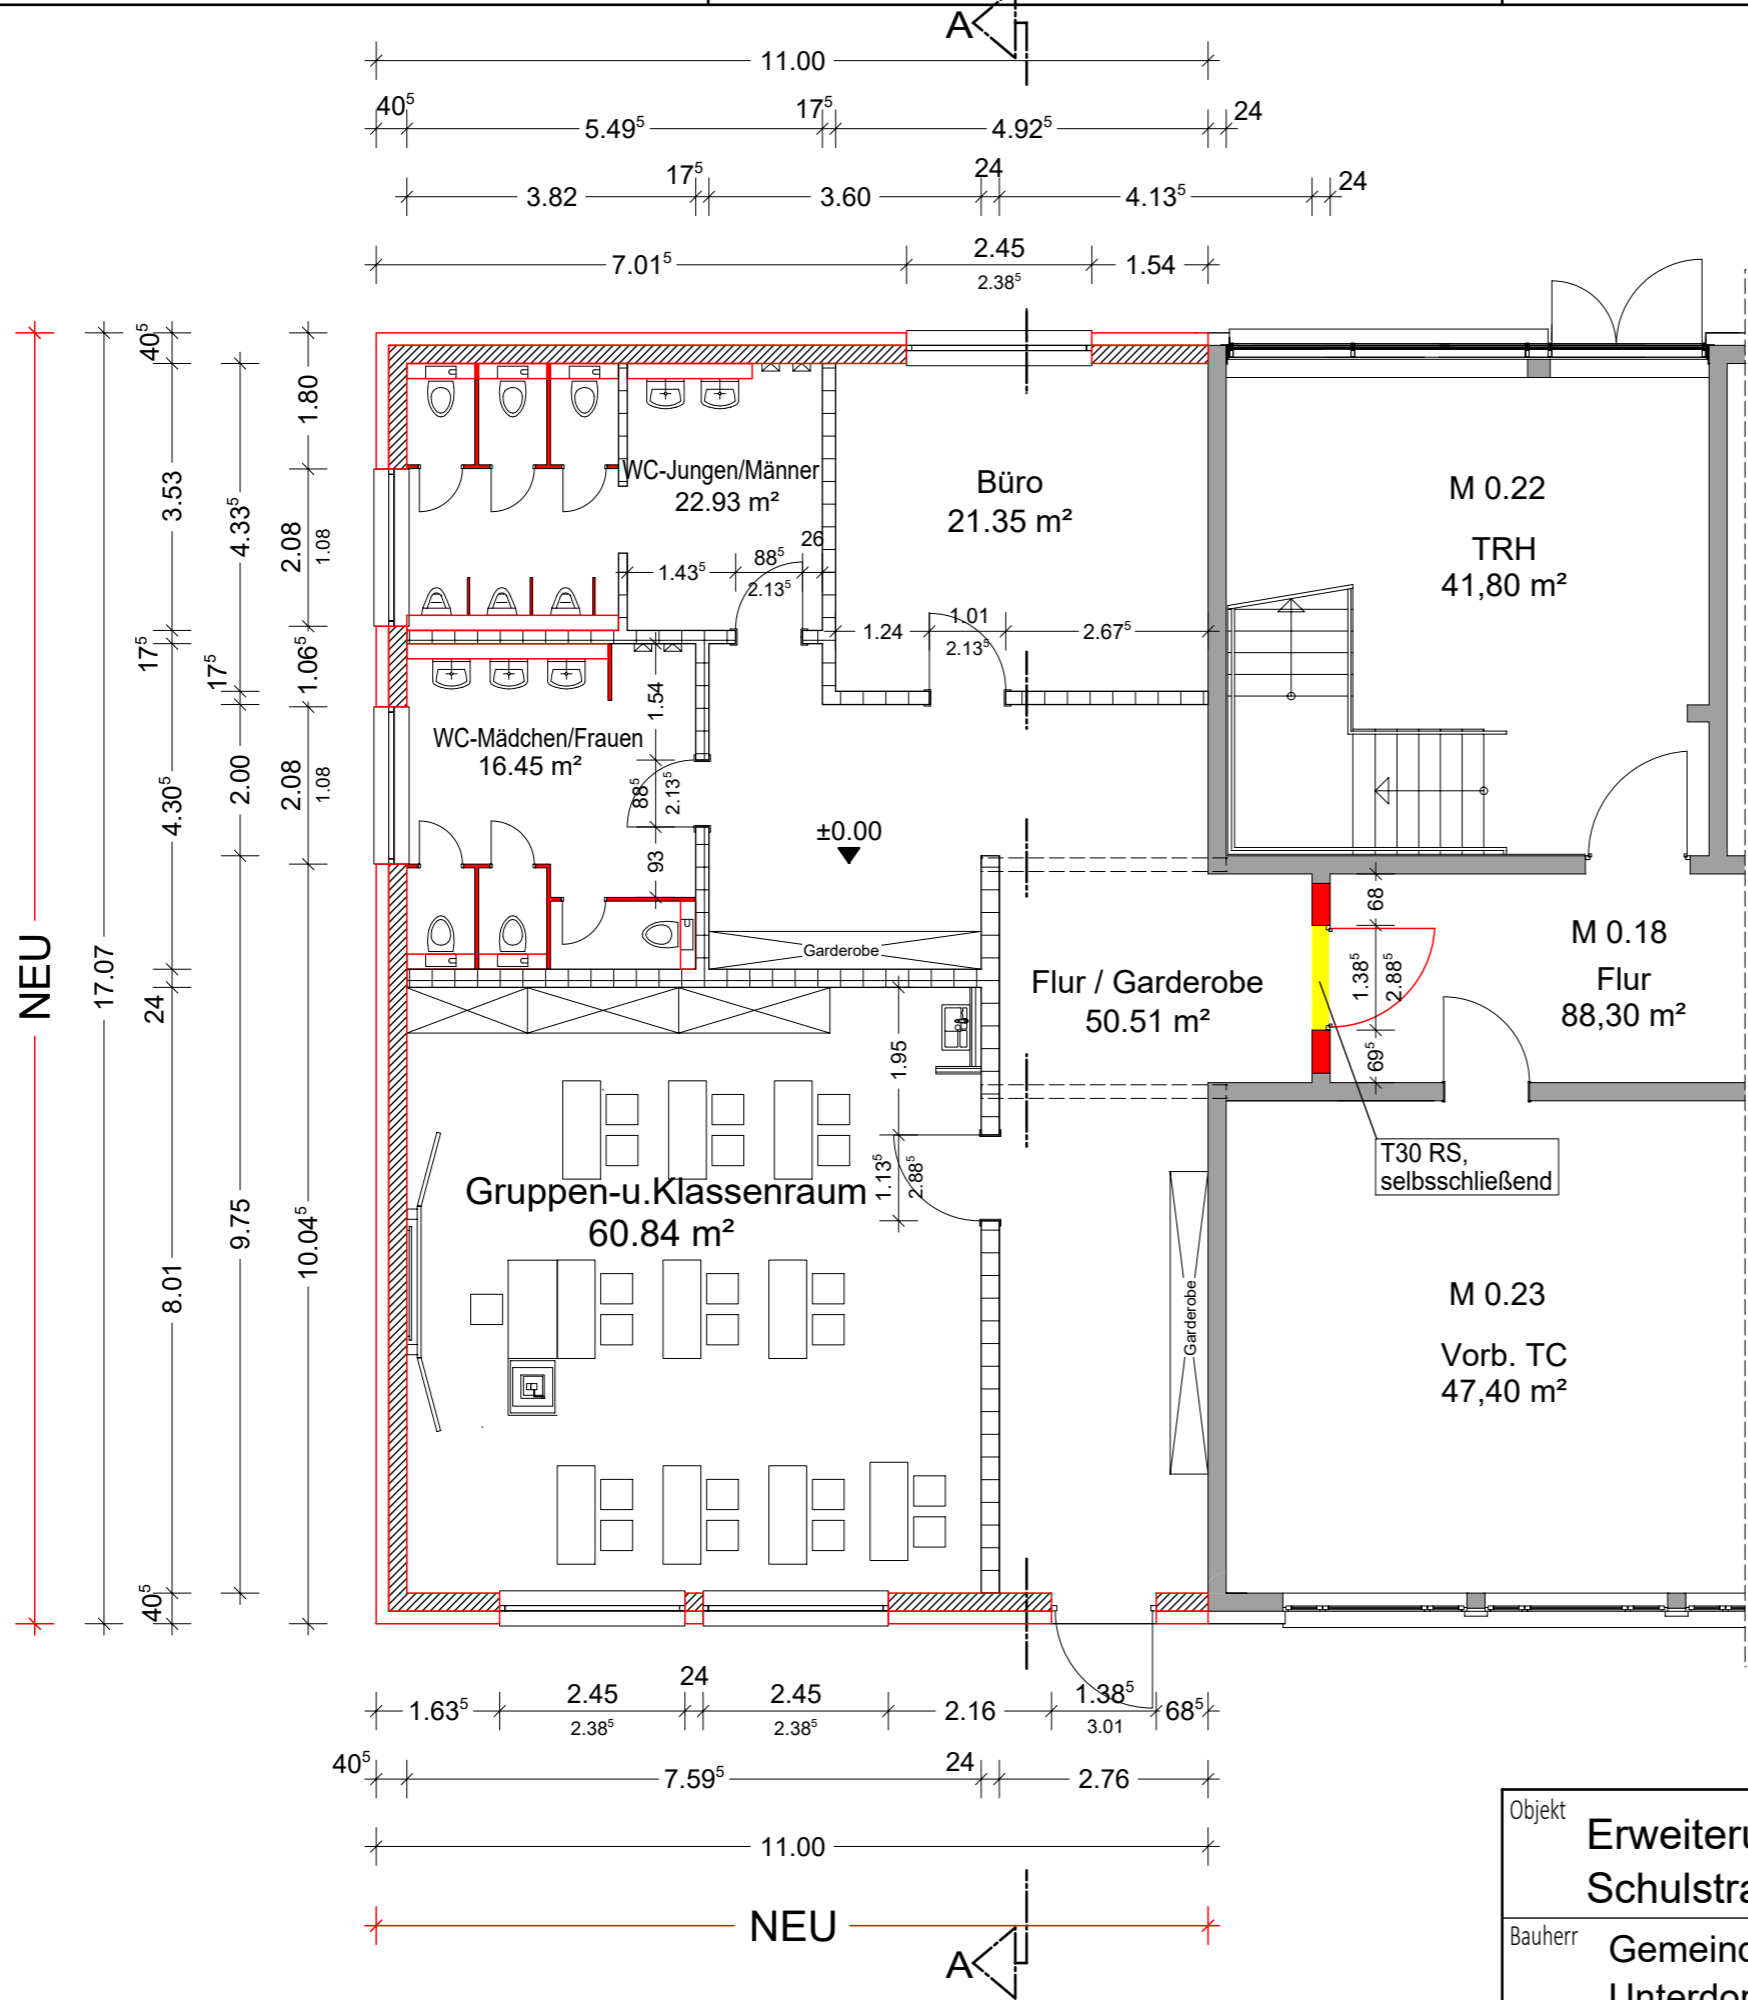 A
11.00
40⁵
5.49⁵
17⁵
4.92⁵
24
3.82
17⁵
3.60
24
4.13⁵
24
7.01⁵
2.45
2.38⁵
1.54
NEU
17.07
40⁵
3.53
17⁵
4.30⁵
24
8.01
40⁵
4.33⁵
17⁵
2.00
9.75
1.80
2.08
1.08
1.06⁵
2.08
1.08
10.04⁵
WC-Jungen/Männer
22.93 m²
26
1.43⁵
88⁵
2.13⁵
Büro
21.35 m²
1.24
1.01
2.13⁵
2.67⁵
M 0.22
TRH
41,80 m²
WC-Mädchen/Frauen
16.45 m²
1.54
88⁵
2.13⁵
93
±0.00
Garderobe
Flur / Garderobe
50.51 m²
68
1.38⁵
2.88⁵
69⁵
M 0.18
Flur
88,30 m²
T30 RS,
selbsschließend
1.95
1.13⁵
2.88⁵
Gruppen-u.Klassenraum
60.84 m²
Garderobe
M 0.23
Vorb. TC
47,40 m²
1.63⁵
2.45
2.38⁵
24
2.45
2.38⁵
2.16
1.38⁵
3.01
68⁵
40⁵
7.59⁵
24
2.76
11.00
NEU
A
Objekt
Erweiteru
Schulstra
Bauherr
Gemeind
Unterdor